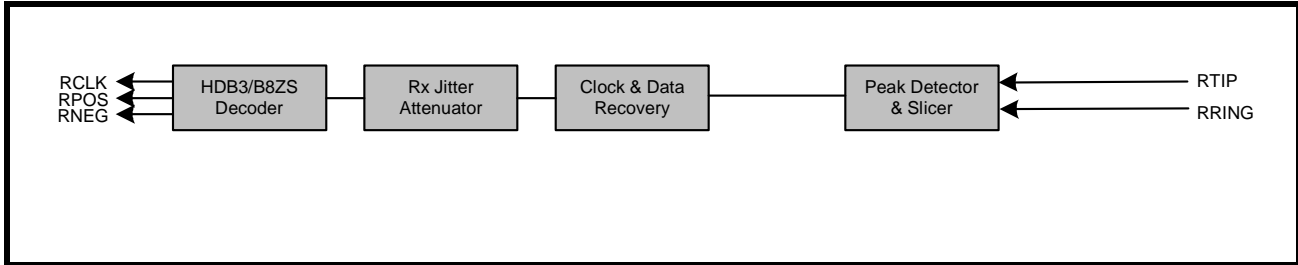 RCLK
RPOS
RNEG
HDB3/B8ZS
Decoder
Rx Jitter
Attenuator
Clock & Data
Recovery
Peak Detector
& Slicer
RTIP
RRING